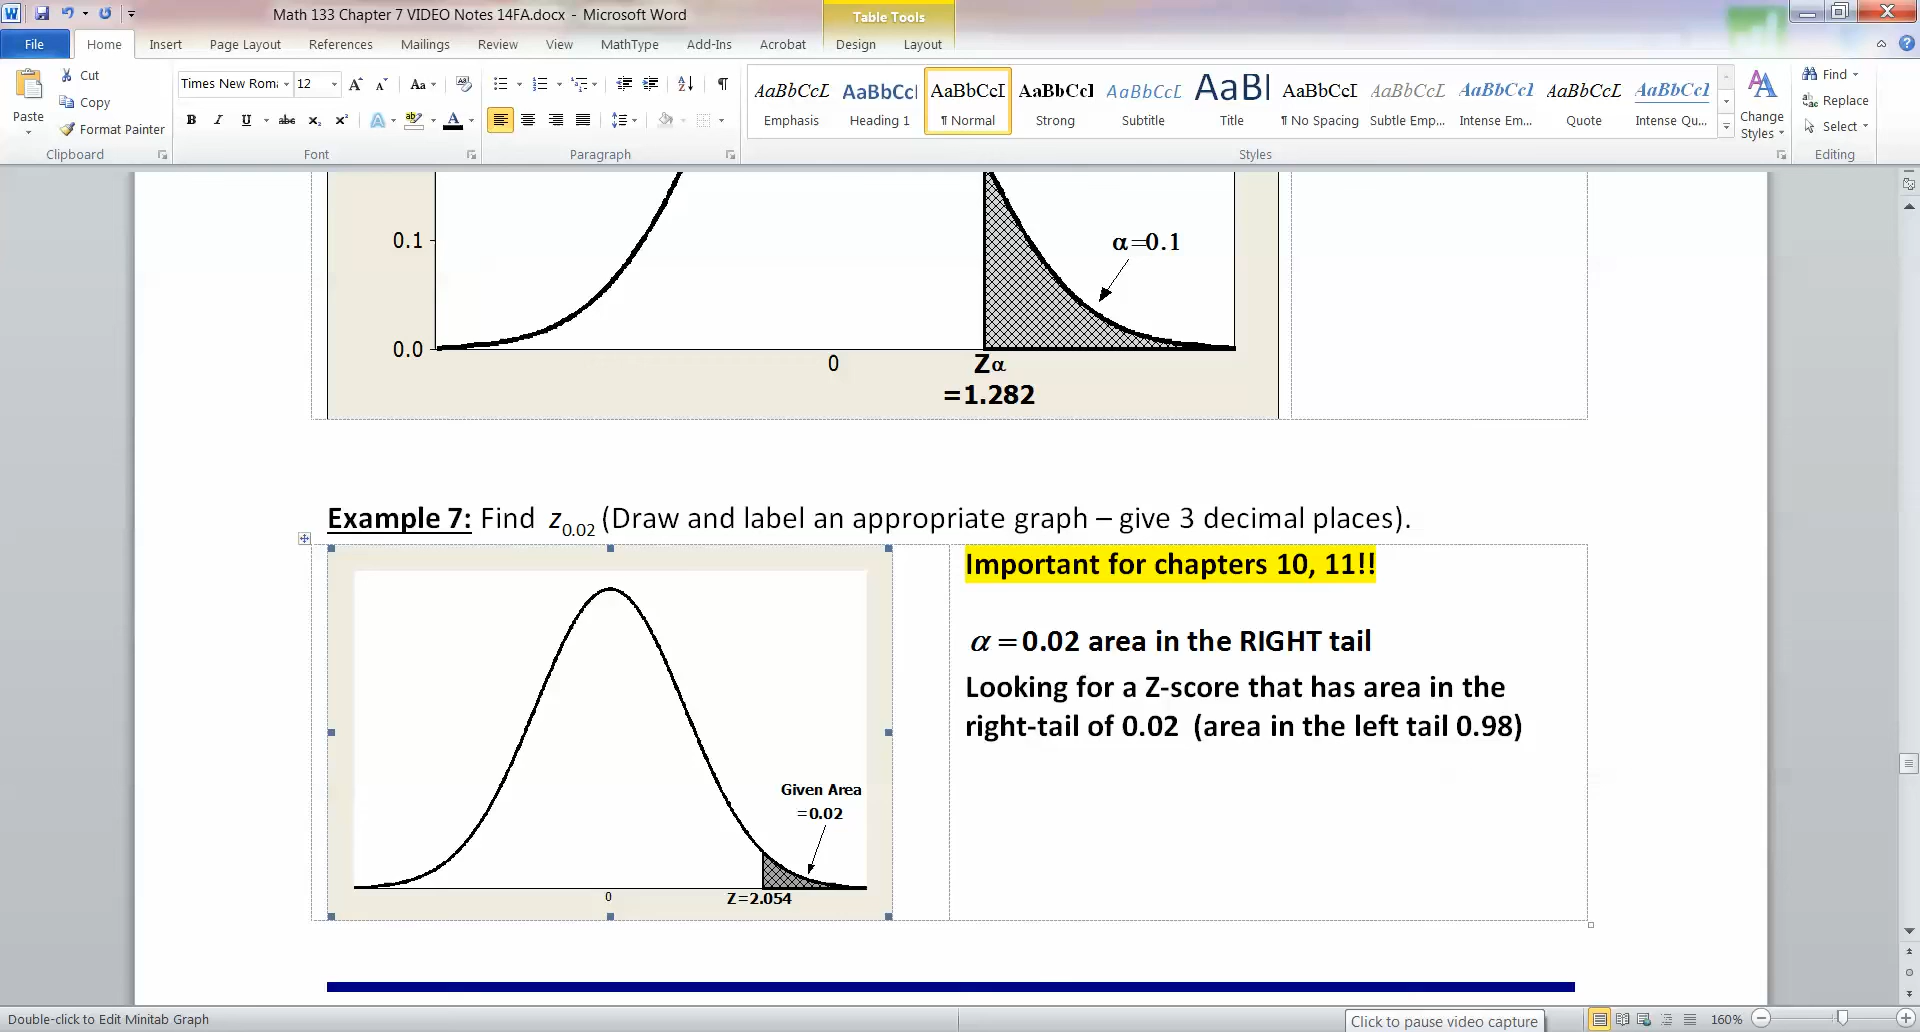 Math 133 Chapter 7 VIDEO Notes 14FA.docx - Microsoft Word
Table Tools
File Home Insert Page Layout References Mailings Review View MathType Add-Ins Acrobat Design Layout
Paste
Cut
Copy
Format Painter
Clipboard
Times New Roma 12
Font
Paragraph
AaBbCcL AaBbCcI AaBbCcI AaBbCcI AaBbCcL AaBl AaBbCcI AaBbCcL AaBbCcI AaBbCcL AaBbCcI
Emphasis Heading 1 ¶ Normal Strong Subtitle Title ¶ No Spacing Subtle Emp... Intense Em... Quote Intense Qu...
Styles
Change Styles
Find
Replace
Select
Editing
0.1
α=0.1
0.0
0
Zα
=1.282
Example 7: Find z0.02 (Draw and label an appropriate graph – give 3 decimal places).
Given Area
=0.02
0
Z=2.054
Important for chapters 10, 11!!
α = 0.02 area in the RIGHT tail
Looking for a Z-score that has area in the
right-tail of 0.02 (area in the left tail 0.98)
Double-click to Edit Minitab Graph
Click to pause video capture
160%